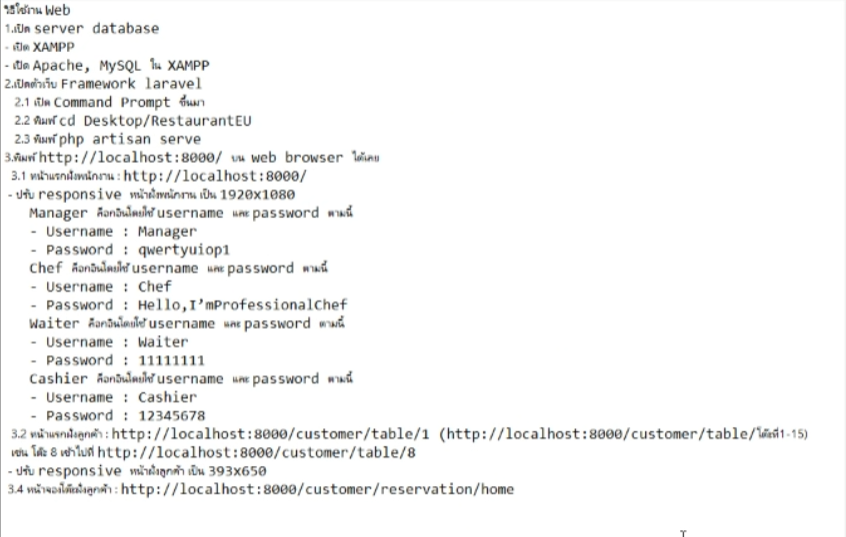 วิธีใช้งาน Web
1.เปิด server database
- เปิด XAMPP
- เปิด Apache, MySQL ใน XAMPP
2.เปิดตัวเว็บ Framework laravel
2.1 เปิด Command Prompt ขึ้นมา
2.2 พิมพ์ cd Desktop/RestaurantEU
2.3 พิมพ์ php artisan serve
3.พิมพ์ http://localhost:8000/ บน web browser ได้เลย
3.1 หน้าแรกฝั่งพนักงาน : http://localhost:8000/
- ปรับ responsive หน้าฝั่งพนักงาน เป็น 1920x1080
Manager ล็อกอินโดยใช้ username และ password ตามนี้
- Username : Manager
- Password : qwertyuiop1
Chef ล็อกอินโดยใช้ username และ password ตามนี้
- Username : Chef
- Password : Hello,I'mProfessionalChef
Waiter ล็อกอินโดยใช้ username และ password ตามนี้
- Username : Waiter
- Password : 11111111
Cashier ล็อกอินโดยใช้ username และ password ตามนี้
- Username : Cashier
- Password : 12345678
3.2 หน้าแรกฝั่งลูกค้า : http://localhost:8000/customer/table/1 (http://localhost:8000/customer/table/โต๊ะที่1-15)
เช่น โต๊ะ 8 เข้าไปที่ http://localhost:8000/customer/table/8
- ปรับ responsive หน้าฝั่งลูกค้า เป็น 393x650
3.4 หน้าจองโต๊ะฝั่งลูกค้า : http://localhost:8000/customer/reservation/home